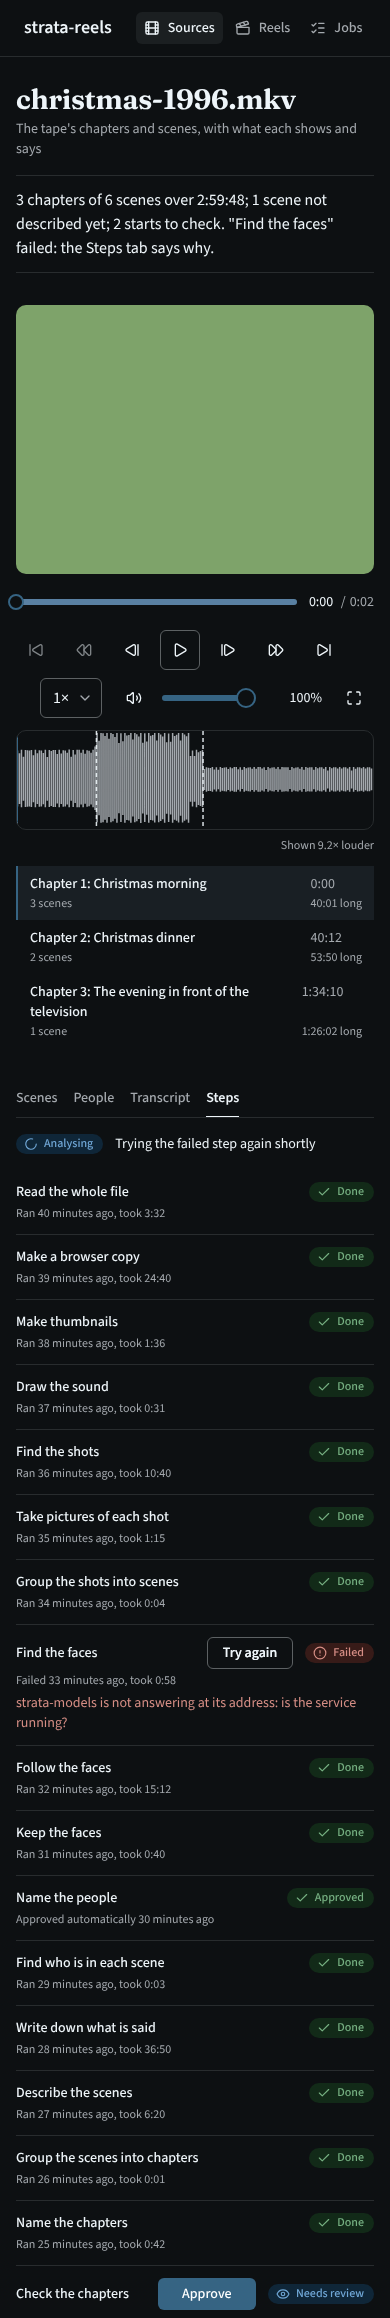 strata-reels
Sources
Reels
Jobs
christmas-1996.mkv
The tape's chapters and scenes, with what each shows and
says
3 chapters of 6 scenes over 2:59:48; 1 scene not
described yet; 2 starts to check. "Find the faces"
failed: the Steps tab says why.
0:00 / 0:02
1×
100%
Shown 9.2× louder
Chapter 1: Christmas morning
0:00
3 scenes
40:01 long
Chapter 2: Christmas dinner
40:12
2 scenes
53:50 long
Chapter 3: The evening in front of the
television
1:34:10
1 scene
1:26:02 long
Scenes
People
Transcript
Steps
Analysing
Trying the failed step again shortly
Read the whole file
Done
Ran 40 minutes ago, took 3:32
Make a browser copy
Done
Ran 39 minutes ago, took 24:40
Make thumbnails
Done
Ran 38 minutes ago, took 1:36
Draw the sound
Done
Ran 37 minutes ago, took 0:31
Find the shots
Done
Ran 36 minutes ago, took 10:40
Take pictures of each shot
Done
Ran 35 minutes ago, took 1:15
Group the shots into scenes
Done
Ran 34 minutes ago, took 0:04
Find the faces
Try again
Failed
Failed 33 minutes ago, took 0:58
strata-models is not answering at its address: is the service
running?
Follow the faces
Done
Ran 32 minutes ago, took 15:12
Keep the faces
Done
Ran 31 minutes ago, took 0:40
Name the people
Approved
Approved automatically 30 minutes ago
Find who is in each scene
Done
Ran 29 minutes ago, took 0:03
Write down what is said
Done
Ran 28 minutes ago, took 36:50
Describe the scenes
Done
Ran 27 minutes ago, took 6:20
Group the scenes into chapters
Done
Ran 26 minutes ago, took 0:01
Name the chapters
Done
Ran 25 minutes ago, took 0:42
Check the chapters
Approve
Needs review